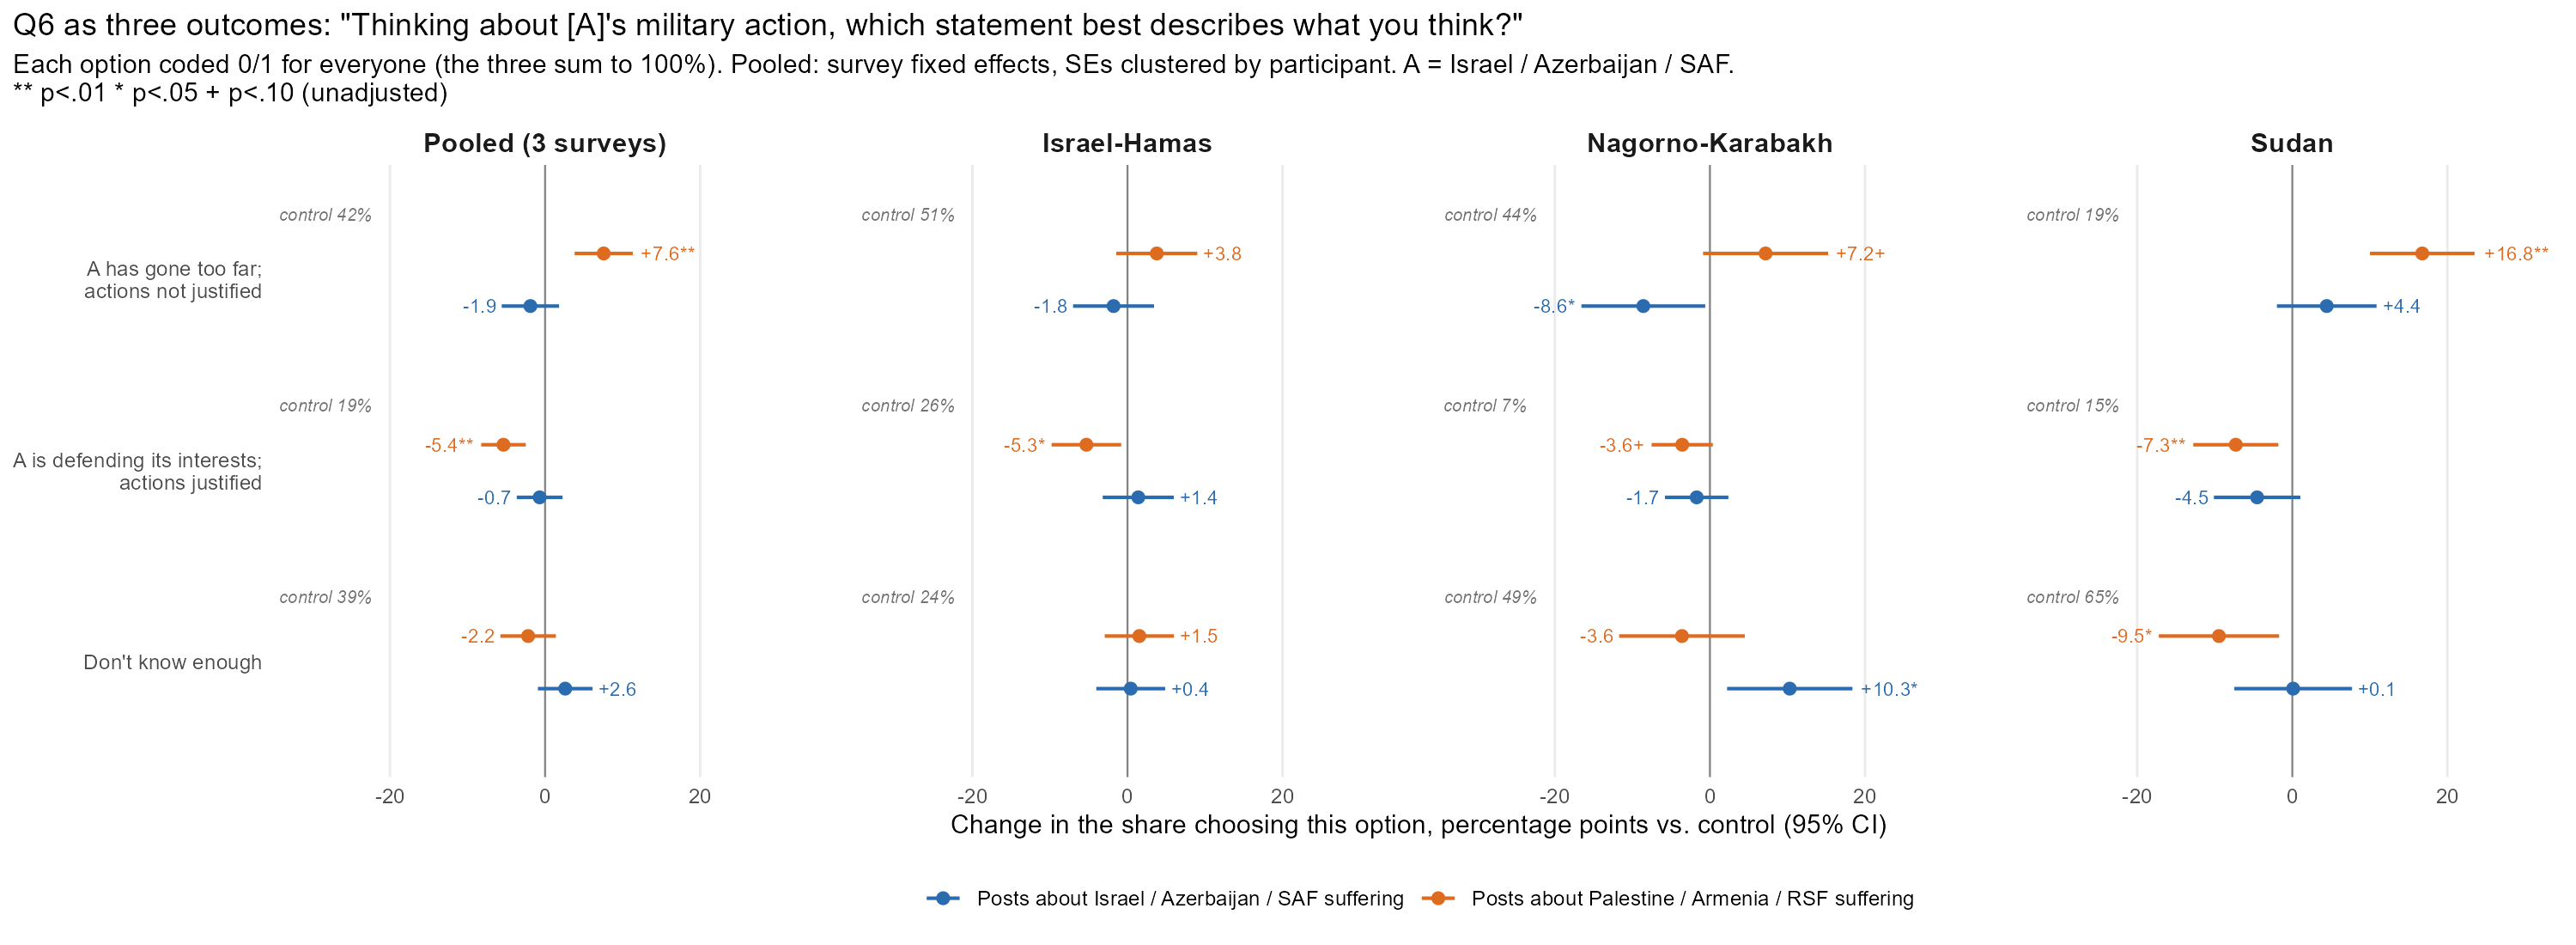 Q6 as three outcomes: "Thinking about [A]'s military action, which statement best describes what you think?"
Each option coded 0/1 for everyone (the three sum to 100%). Pooled: survey fixed effects, SEs clustered by participant. A = Israel / Azerbaijan / SAF.
** p<.01 * p<.05 + p<.10 (unadjusted)
Pooled (3 surveys)
Israel-Hamas
Nagorno-Karabakh
Sudan
A has gone too far;
actions not justified
A is defending its interests;
actions justified
Don't know enough
control 42%
+7.6**
-1.9
control 19%
-5.4**
-0.7
control 39%
-2.2
+2.6
control 51%
+3.8
-1.8
control 26%
-5.3*
+1.4
control 24%
+1.5
+0.4
control 44%
+7.2+
-8.6*
control 7%
-3.6+
-1.7
control 49%
-3.6
+10.3*
control 19%
+16.8**
+4.4
control 15%
-7.3**
-4.5
control 65%
-9.5*
+0.1
-20 0 20
-20 0 20
-20 0 20
-20 0 20
Change in the share choosing this option, percentage points vs. control (95% CI)
Posts about Israel / Azerbaijan / SAF suffering
Posts about Palestine / Armenia / RSF suffering